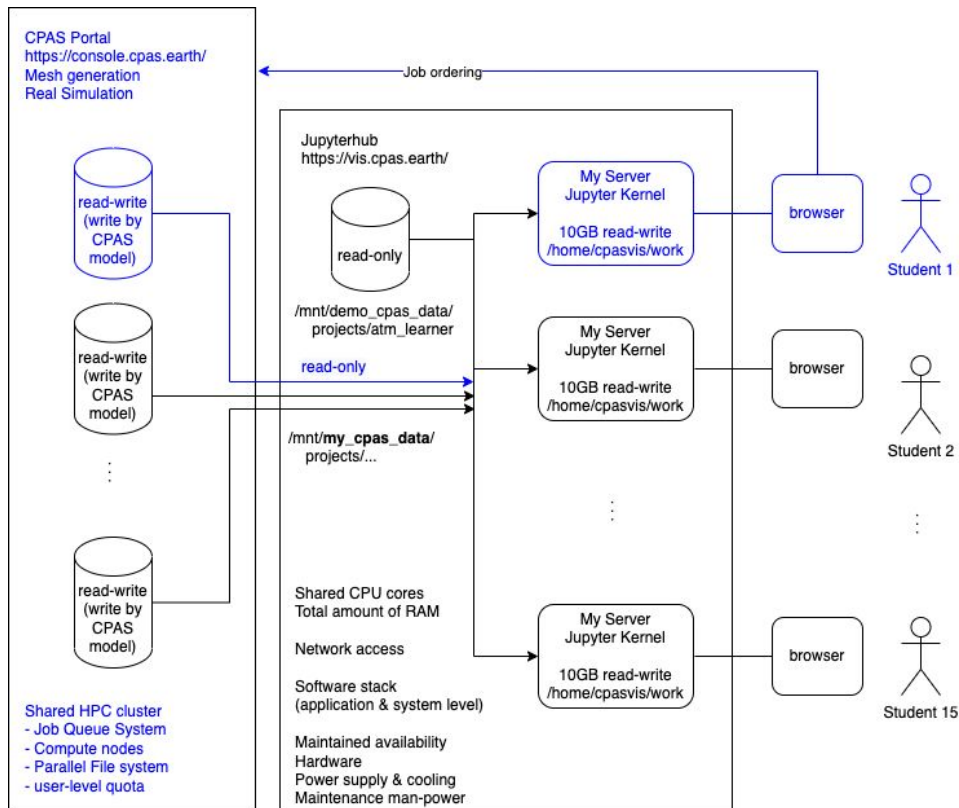 CPAS Portal
https://console.cpas.earth/
Mesh generation
Real Simulation
Job ordering
Jupyterhub
https://vis.cpas.earth/
read-write
(write by
CPAS
model)
read-only
/mnt/demo_cpas_data/
projects/atm_learner
My Server
Jupyter Kernel
10GB read-write
/home/cpasvis/work
browser
Student 1
read-write
(write by
CPAS
model)
read-only
/mnt/my_cpas_data/
projects/...
My Server
Jupyter Kernel
10GB read-write
/home/cpasvis/work
browser
Student 2
read-write
(write by
CPAS
model)
Shared CPU cores
Total amount of RAM
Network access
Software stack
(application & system level)
Maintained availability
Hardware
Power supply & cooling
Maintenance man-power
My Server
Jupyter Kernel
10GB read-write
/home/cpasvis/work
browser
Student 15
Shared HPC cluster
- Job Queue System
- Compute nodes
- Parallel File system
- user-level quota